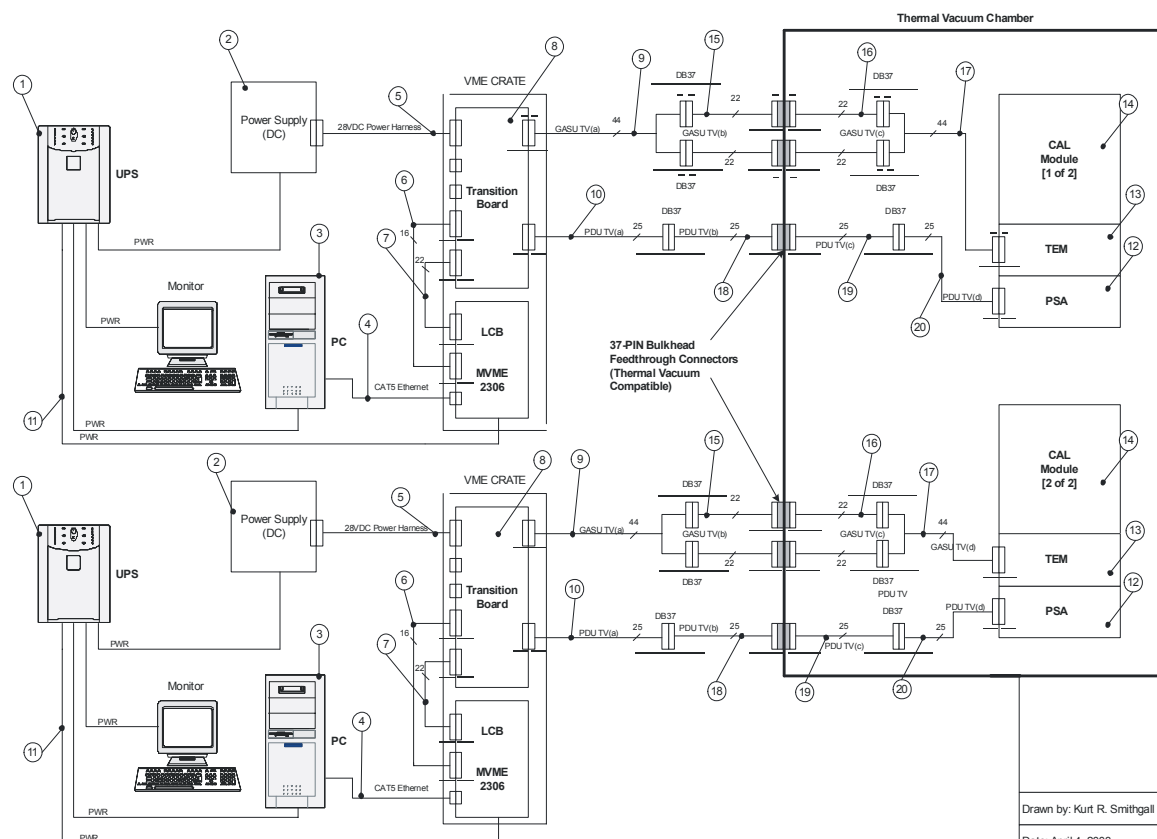 Thermal Vacuum Chamber
1
2
8
9
15
16
17
VME CRATE
DB37
DB37
Power Supply
(DC)
5
28VDC Power Harness
GASU TV(a)
44
22
22
44
GASU TV(b)
GASU TV(c)
22
22
DB37
DB37
14
CAL
Module
[1 of 2]
UPS
6
16
Transition
Board
10
DB37
DB37
13
PWR
3
7
22
PDU TV(a)
25
PDU TV(b)
25
25
PDU TV(c)
25
TEM
12
18
19
20
PDU TV(d)
PSA
Monitor
PWR
PC
4
LCB
MVME
2306
CAT5 Ethernet
37-PIN Bulkhead
Feedthrough Connectors
(Thermal Vacuum
Compatible)
11
PWR
PWR
1
2
8
9
15
16
17
14
VME CRATE
DB37
DB37
CAL
Module
[2 of 2]
Power Supply
(DC)
5
28VDC Power Harness
GASU TV(a)
44
22
22
44
GASU TV(b)
GASU TV(c)
GASU TV(d)
22
22
DB37
DB37
PDU TV
13
TEM
UPS
6
16
Transition
Board
10
DB37
DB37
PDU TV(d)
12
PSA
PWR
3
7
22
PDU TV(a)
25
PDU TV(b)
25
25
PDU TV(c)
25
18
19
20
Monitor
PWR
PC
4
LCB
MVME
2306
CAT5 Ethernet
11
PWR
PWR
Drawn by: Kurt R. Smithgall